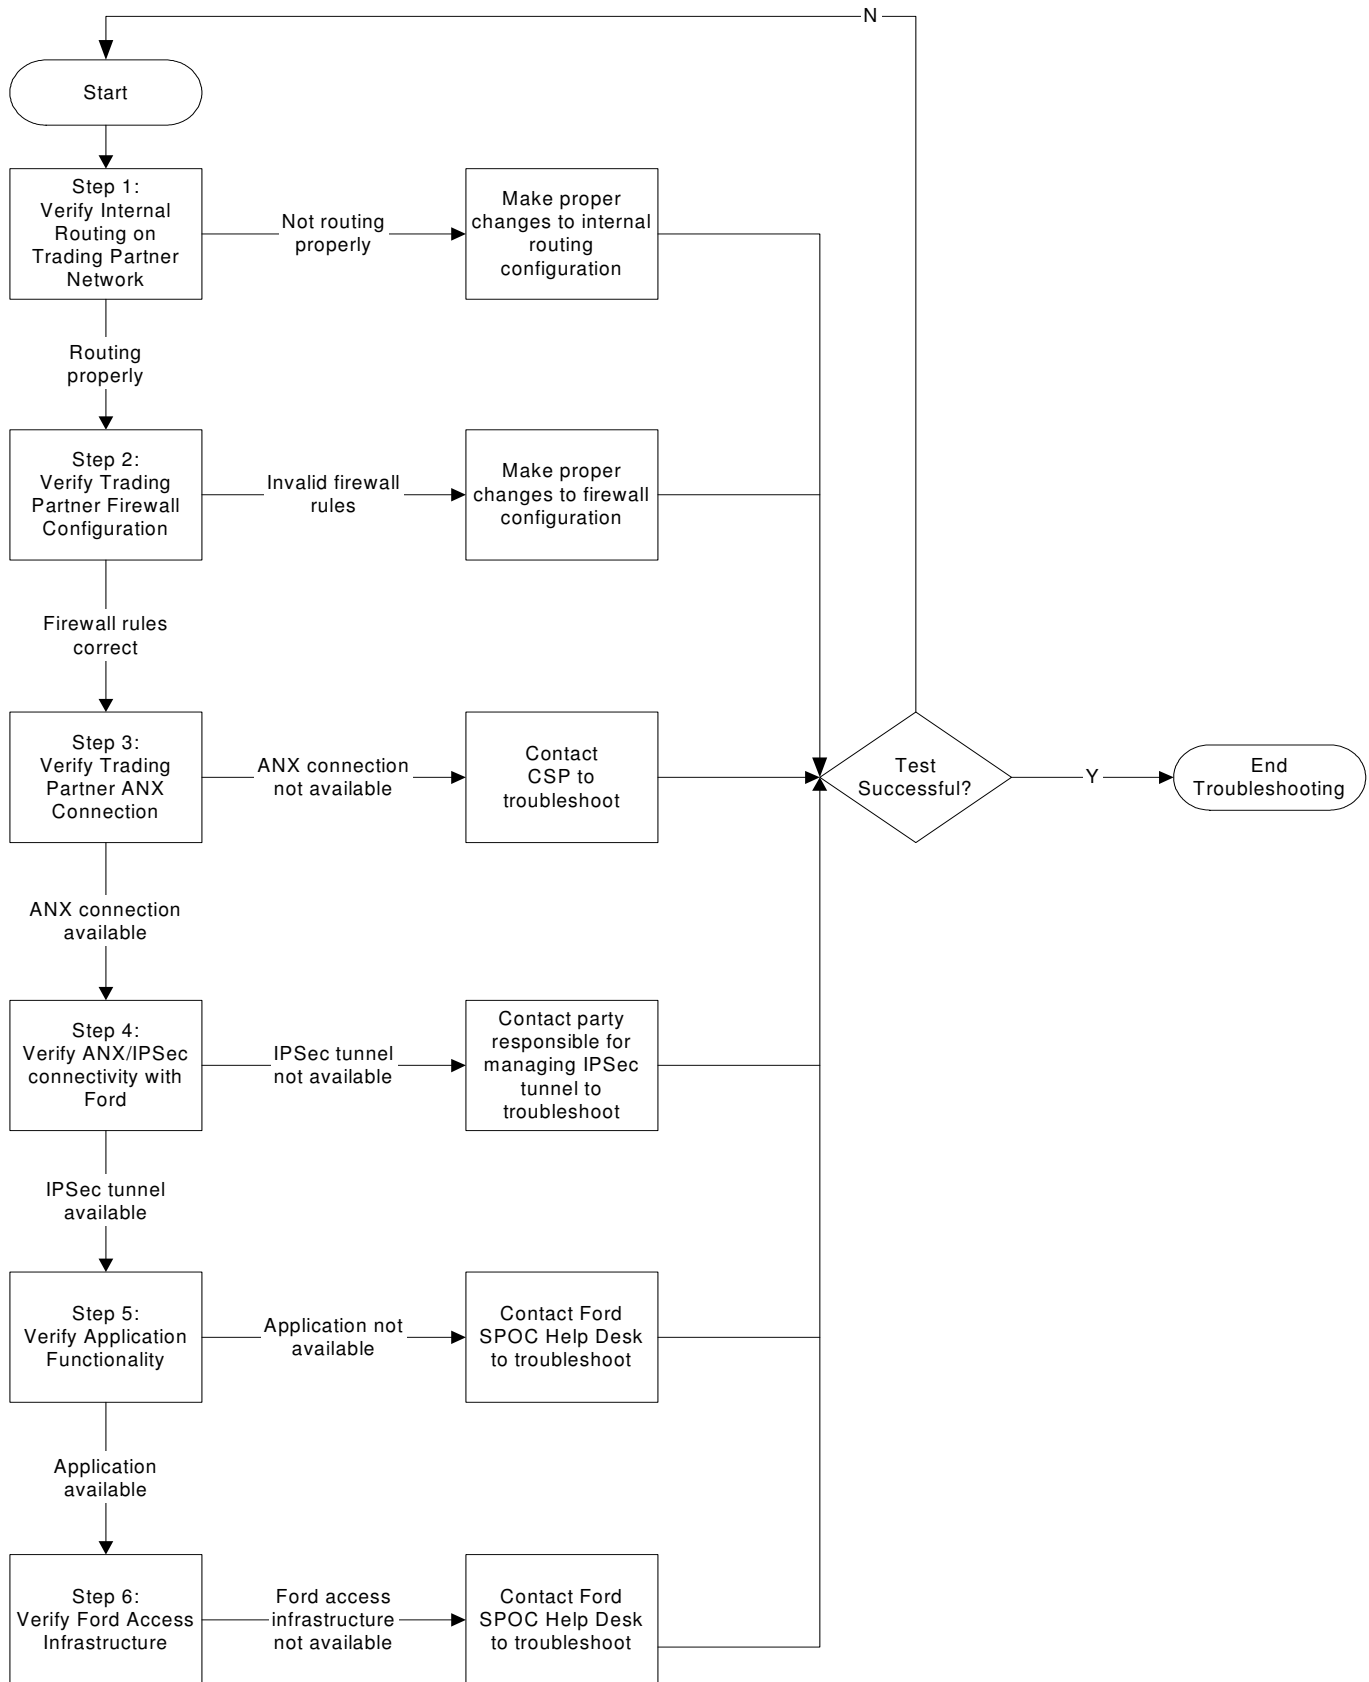 N
Start
Step 1:
Verify Internal
Routing on
Trading Partner
Network
Not routing
properly
Make proper
changes to internal
routing
configuration
Routing
properly
Step 2:
Verify Trading
Partner Firewall
Configuration
Invalid firewall
rules
Make proper
changes to firewall
configuration
Firewall rules
correct
Step 3:
Verify Trading
Partner ANX
Connection
ANX connection
not available
Contact
CSP to
troubleshoot
Test
Successful?
Y
End
Troubleshooting
ANX connection
available
Step 4:
Verify ANX/IPSec
connectivity with
Ford
IPSec tunnel
not available
Contact party
responsible for
managing IPSec
tunnel to
troubleshoot
IPSec tunnel
available
Step 5:
Verify Application
Functionality
Application not
available
Contact Ford
SPOC Help Desk
to troubleshoot
Application
available
Step 6:
Verify Ford Access
Infrastructure
Ford access
infrastructure
not available
Contact Ford
SPOC Help Desk
to troubleshoot